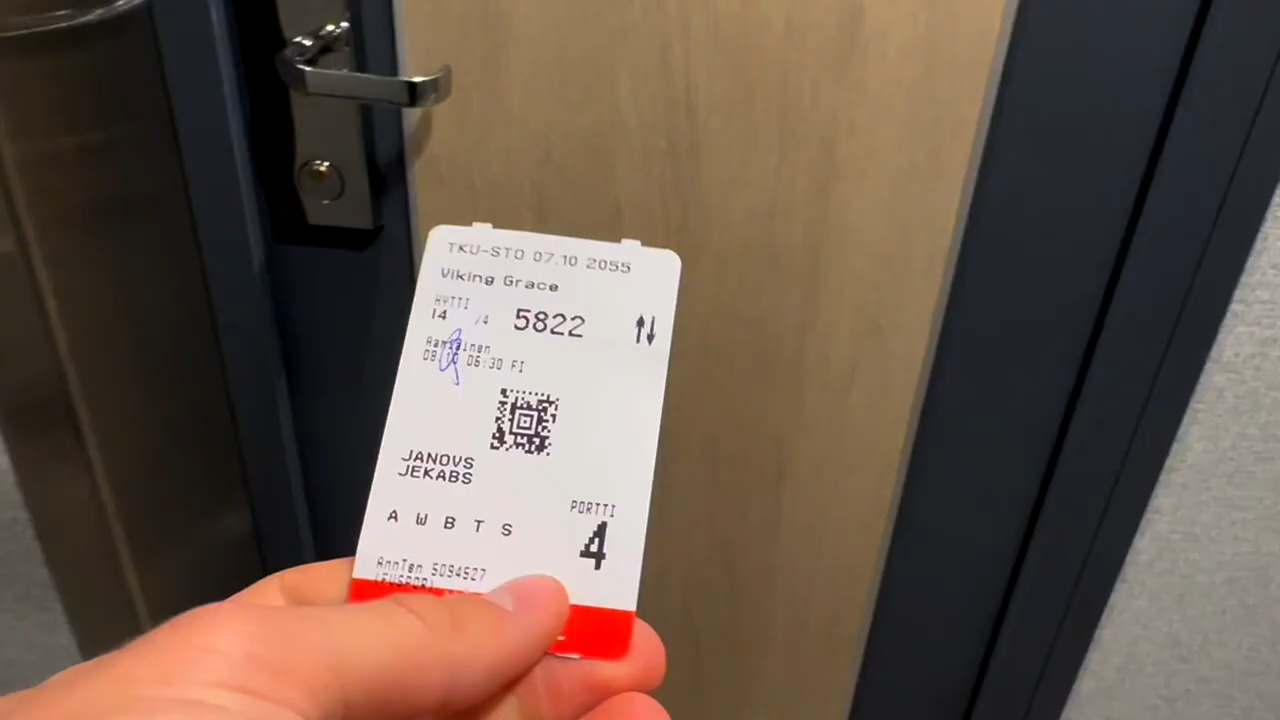 TKU-STO 07.10 2055
Viking Grace
HYTTI
14 /4 5822
Aamiainen
08.10 06:30 FI
JANOVS
JEKABS
PORTTI
A W B T S
4
AnnTen 5094527